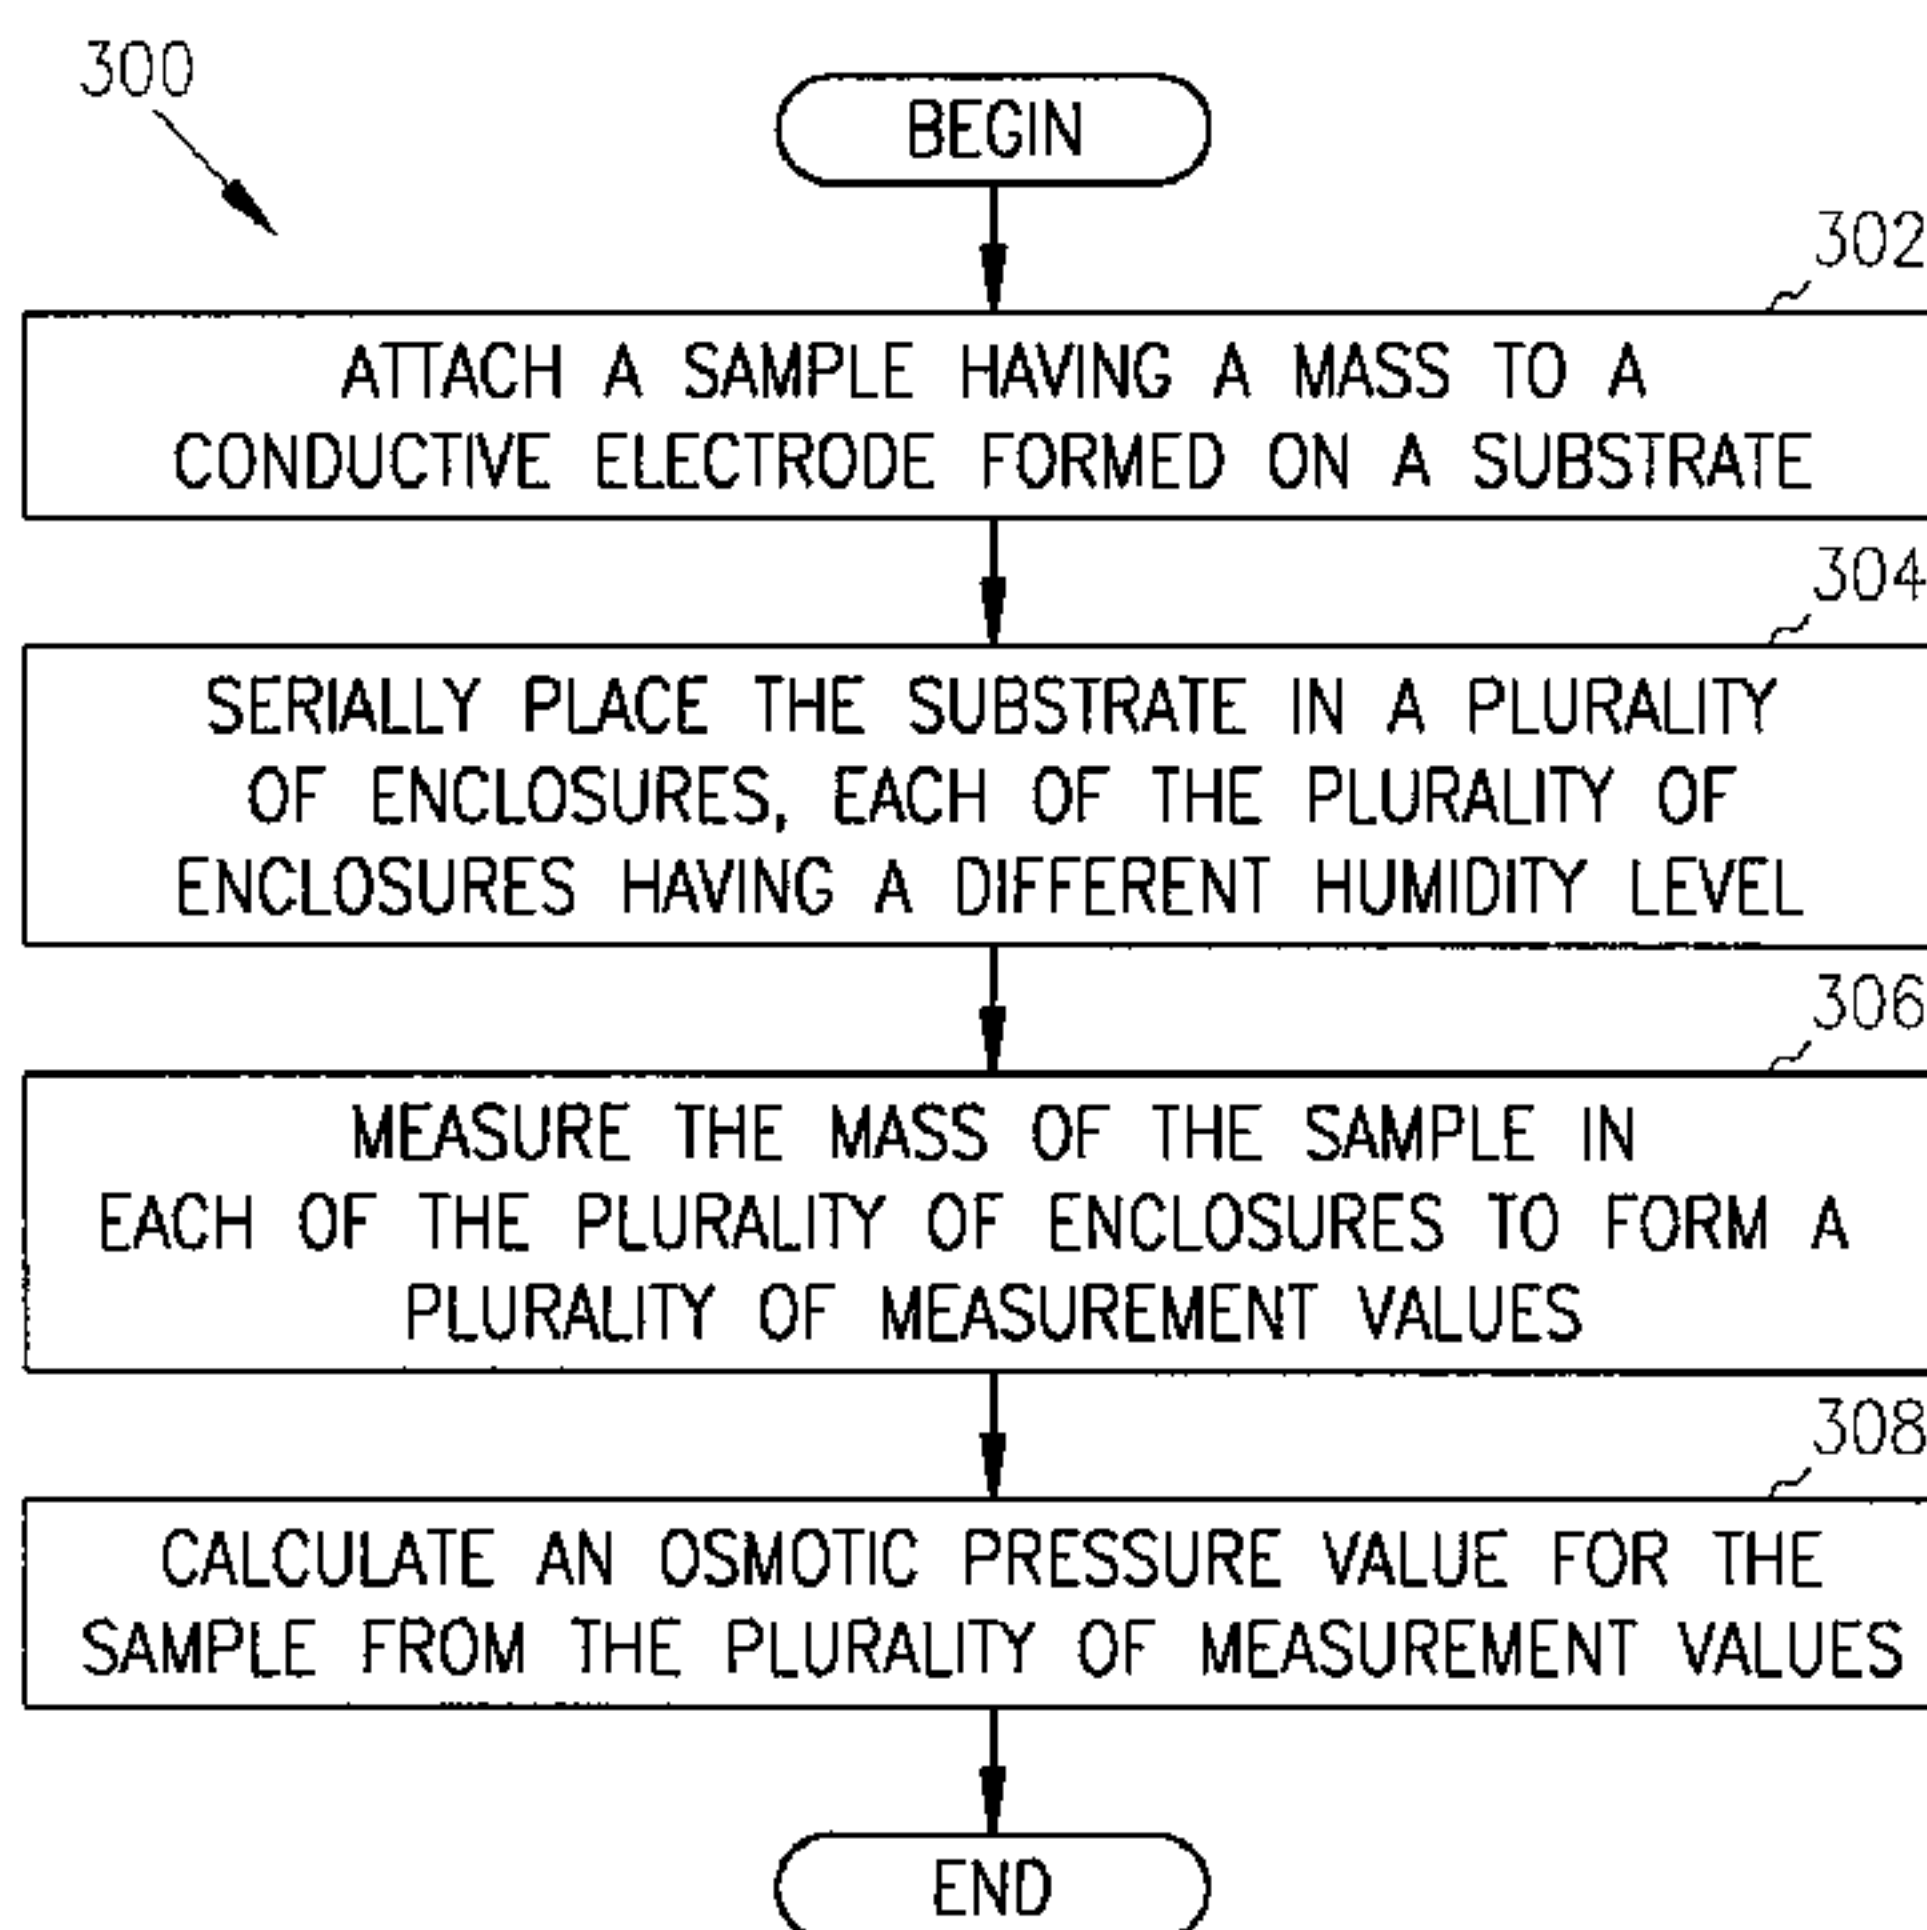 300
BEGIN
302
ATTACH A SAMPLE HAVING A MASS TO A
CONDUCTIVE ELECTRODE FORMED ON A SUBSTRATE
304
SERIALLY PLACE THE SUBSTRATE IN A PLURALITY
OF ENCLOSURES, EACH OF THE PLURALITY OF
ENCLOSURES HAVING A DIFFERENT HUMIDITY LEVEL
306
MEASURE THE MASS OF THE SAMPLE IN
EACH OF THE PLURALITY OF ENCLOSURES TO FORM A
PLURALITY OF MEASUREMENT VALUES
308
CALCULATE AN OSMOTIC PRESSURE VALUE FOR THE
SAMPLE FROM THE PLURALITY OF MEASUREMENT VALUES
END